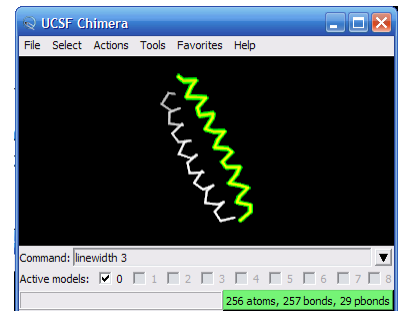 UCSF Chimera
File Select Actions Tools Favorites Help
Command: linewidth 3
Active models: 0 1 2 3 4 5 6 7 8
256 atoms, 257 bonds, 29 pbonds